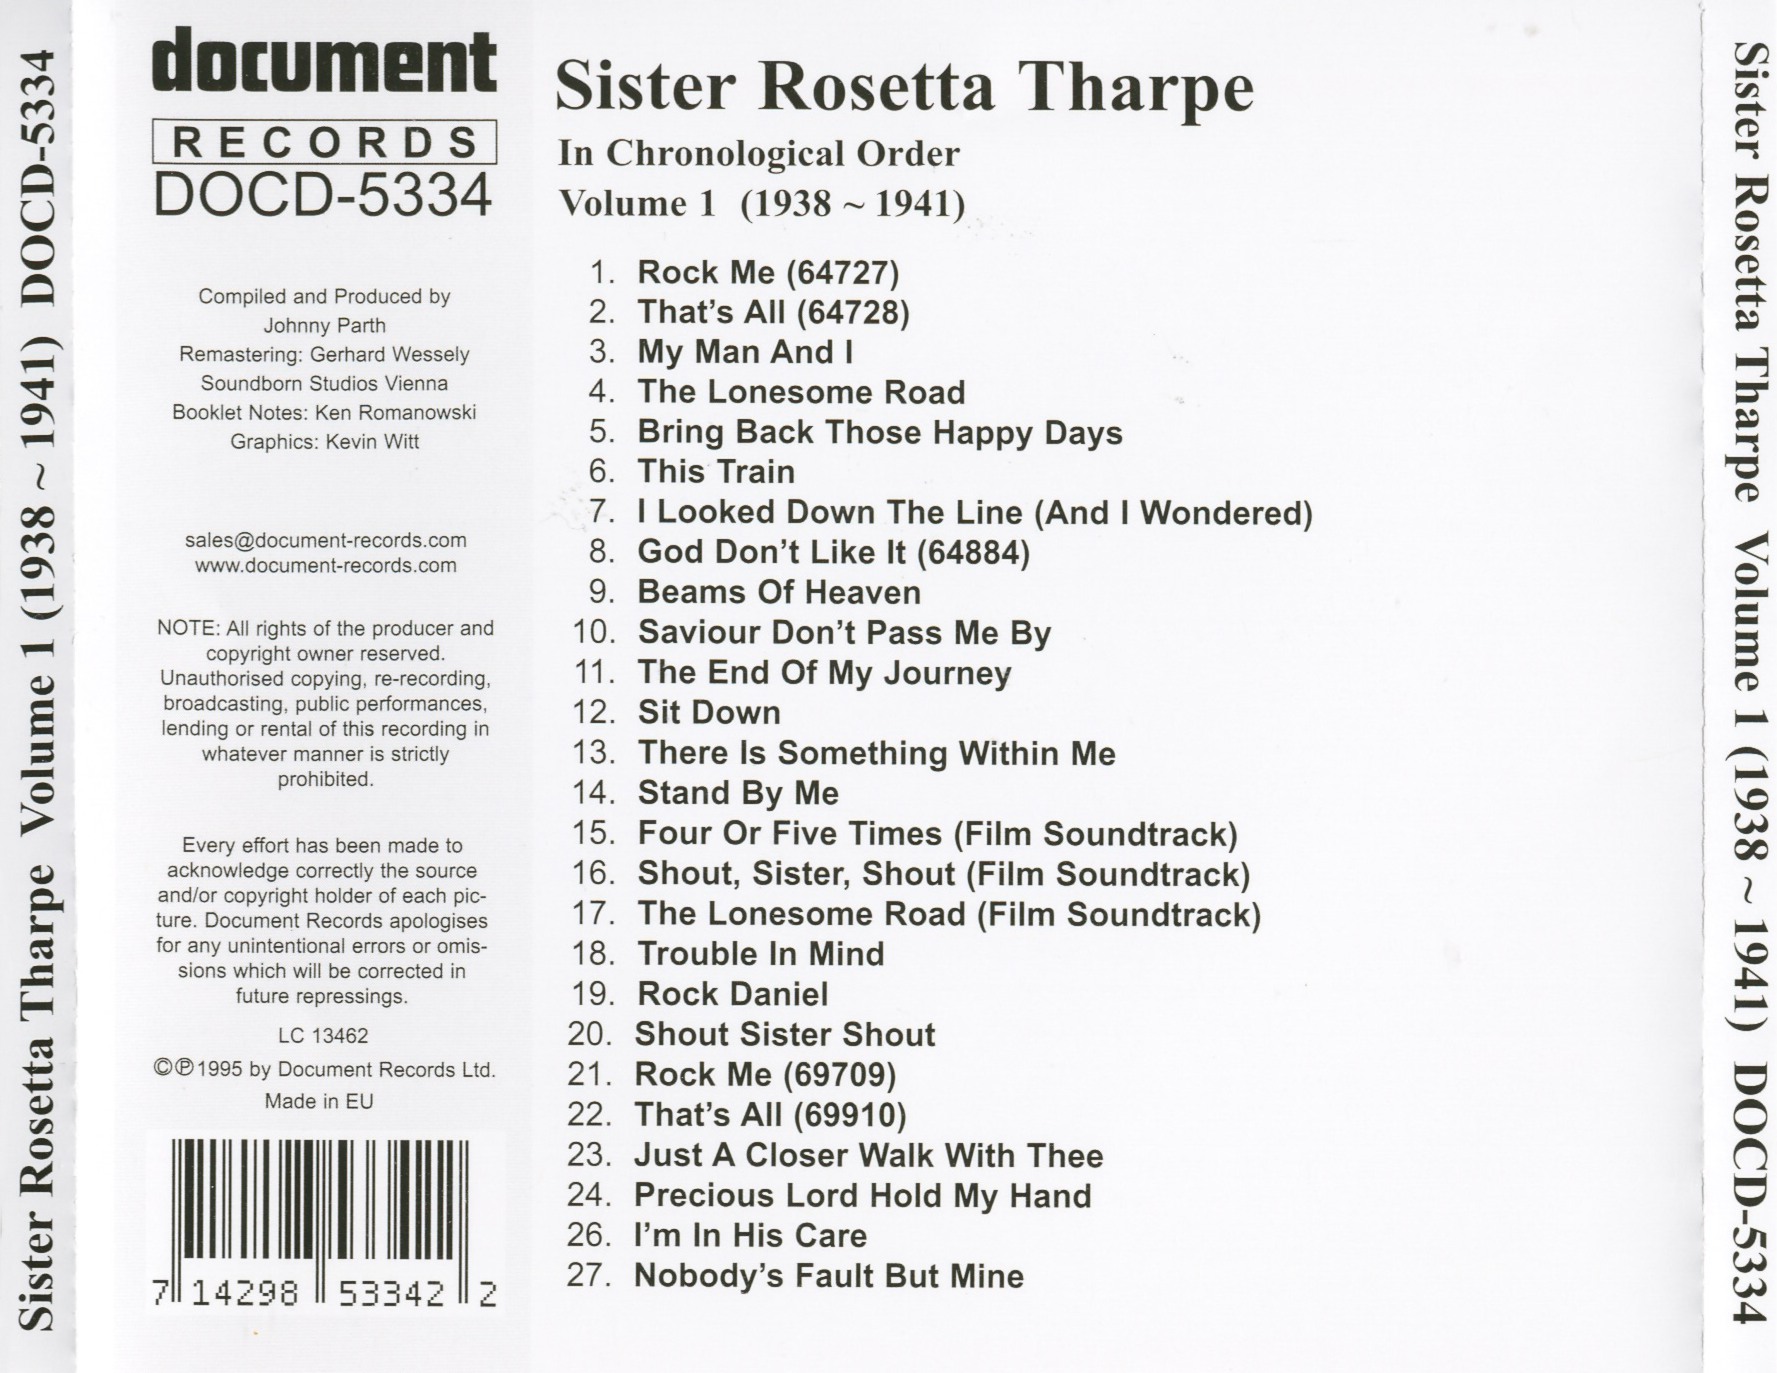 Sister Rosetta Tharpe Volume 1 (1938 ~ 1941) DOCD-5334
document
RECORDS
DOCD-5334
Compiled and Produced by
Johnny Parth
Remastering: Gerhard Wessely
Soundborn Studios Vienna
Booklet Notes: Ken Romanowski
Graphics: Kevin Witt
sales@document-records.com
www.document-records.com
NOTE: All rights of the producer and
copyright owner reserved.
Unauthorised copying, re-recording,
broadcasting, public performances,
lending or rental of this recording in
whatever manner is strictly
prohibited.
Every effort has been made to
acknowledge correctly the source
and/or copyright holder of each pic-
ture. Document Records apologises
for any unintentional errors or omis-
sions which will be corrected in
future repressings.
LC 13462
©℗1995 by Document Records Ltd.
Made in EU
7 14298 53342 2
Sister Rosetta Tharpe
In Chronological Order
Volume 1 (1938 ~ 1941)
1. Rock Me (64727)
2. That's All (64728)
3. My Man And I
4. The Lonesome Road
5. Bring Back Those Happy Days
6. This Train
7. I Looked Down The Line (And I Wondered)
8. God Don't Like It (64884)
9. Beams Of Heaven
10. Saviour Don't Pass Me By
11. The End Of My Journey
12. Sit Down
13. There Is Something Within Me
14. Stand By Me
15. Four Or Five Times (Film Soundtrack)
16. Shout, Sister, Shout (Film Soundtrack)
17. The Lonesome Road (Film Soundtrack)
18. Trouble In Mind
19. Rock Daniel
20. Shout Sister Shout
21. Rock Me (69709)
22. That's All (69910)
23. Just A Closer Walk With Thee
24. Precious Lord Hold My Hand
26. I'm In His Care
27. Nobody's Fault But Mine
Sister Rosetta Tharpe Volume 1 (1938 ~ 1941) DOCD-5334